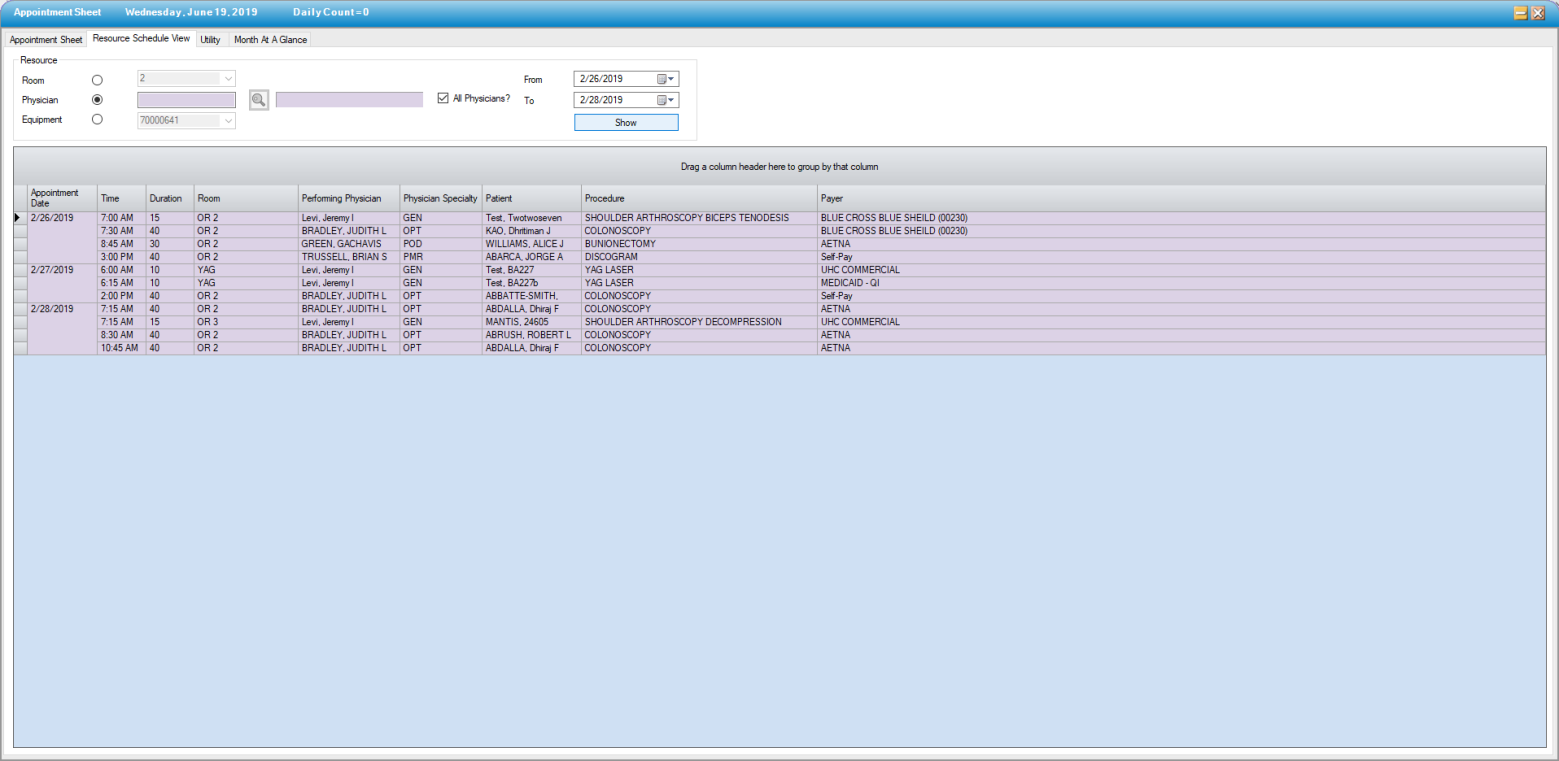 Appointment Sheet Wednesday, June 19, 2019 Daily Count=0
Appointment Sheet Resource Schedule View Utility Month At A Glance
Resource
Room 2 From 2/26/2019
Physician All Physicians? To 2/28/2019
Equipment 70000641 Show
Drag a column header here to group by that column
Appointment Date Time Duration Room Performing Physician Physician Specialty Patient Procedure Payer
2/26/2019 7:00 AM 15 OR 2 Levi, Jeremy I GEN Test, Twotwoseven SHOULDER ARTHROSCOPY BICEPS TENODESIS BLUE CROSS BLUE SHEILD (00230)
7:30 AM 40 OR 2 BRADLEY, JUDITH L OPT KAO, Dhritiman J COLONOSCOPY BLUE CROSS BLUE SHEILD (00230)
8:45 AM 30 OR 2 GREEN, GACHAVIS POD WILLIAMS, ALICE J BUNIONECTOMY AETNA
3:00 PM 40 OR 2 TRUSSELL, BRIAN S PMR ABARCA, JORGE A DISCOGRAM Self-Pay
2/27/2019 6:00 AM 10 YAG Levi, Jeremy I GEN Test, BA227 YAG LASER UHC COMMERCIAL
6:15 AM 10 YAG Levi, Jeremy I GEN Test, BA227b YAG LASER MEDICAID - QI
2:00 PM 40 OR 2 BRADLEY, JUDITH L OPT ABBATTE-SMITH, COLONOSCOPY Self-Pay
2/28/2019 7:15 AM 40 OR 2 BRADLEY, JUDITH L OPT ABDALLA, Dhiraj F COLONOSCOPY AETNA
7:15 AM 15 OR 3 Levi, Jeremy I GEN MANTIS, 24605 SHOULDER ARTHROSCOPY DECOMPRESSION UHC COMMERCIAL
8:30 AM 40 OR 2 BRADLEY, JUDITH L OPT ABRUSH, ROBERT L COLONOSCOPY AETNA
10:45 AM 40 OR 2 BRADLEY, JUDITH L OPT ABDALLA, Dhiraj F COLONOSCOPY AETNA